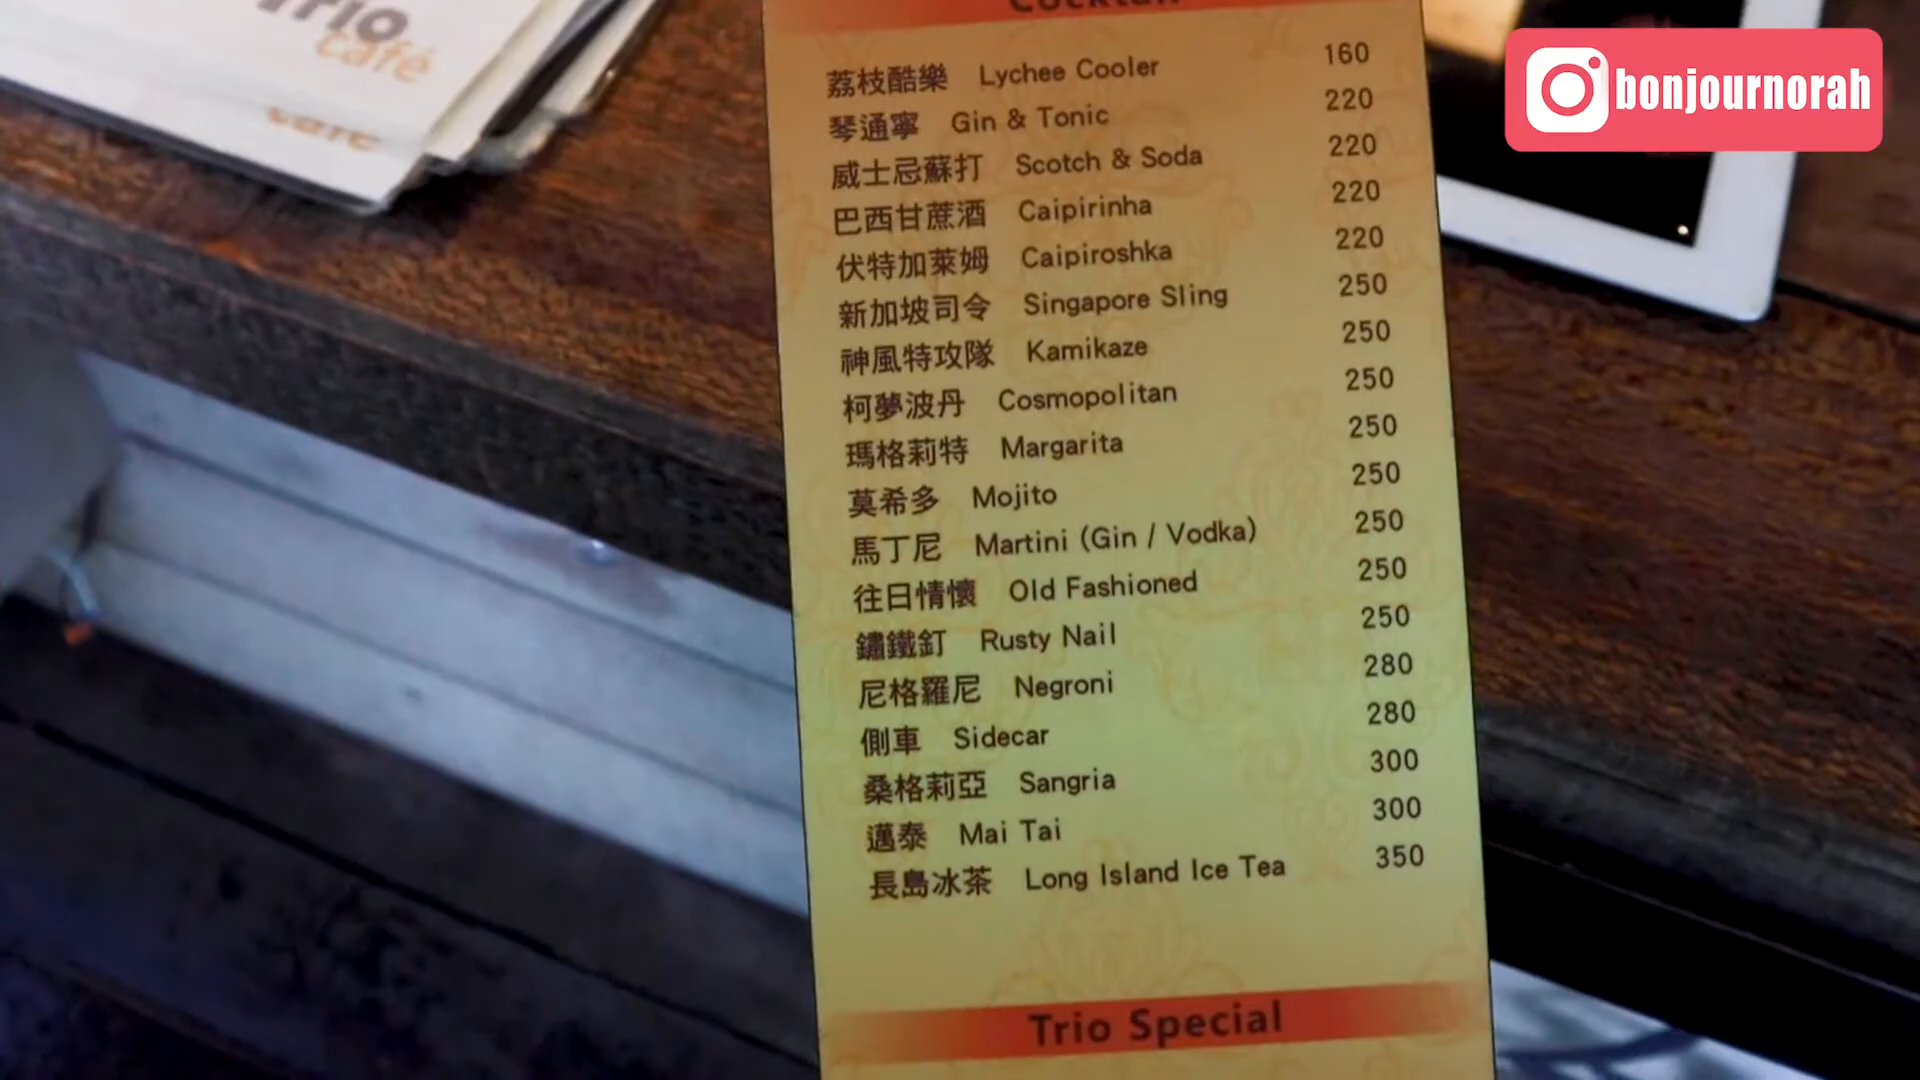 Trio
café
café
Cocktail
荔枝酷樂 Lychee Cooler 160
琴通寧 Gin & Tonic 220
威士忌蘇打 Scotch & Soda 220
巴西甘蔗酒 Caipirinha 220
伏特加萊姆 Caipiroshka 220
新加坡司令 Singapore Sling 250
神風特攻隊 Kamikaze 250
柯夢波丹 Cosmopolitan 250
瑪格莉特 Margarita 250
莫希多 Mojito 250
馬丁尼 Martini (Gin / Vodka) 250
往日情懷 Old Fashioned 250
鏽鐵釘 Rusty Nail 250
尼格羅尼 Negroni 280
側車 Sidecar 280
桑格莉亞 Sangria 300
邁泰 Mai Tai 300
長島冰茶 Long Island Ice Tea 350
Trio Special
bonjournorah